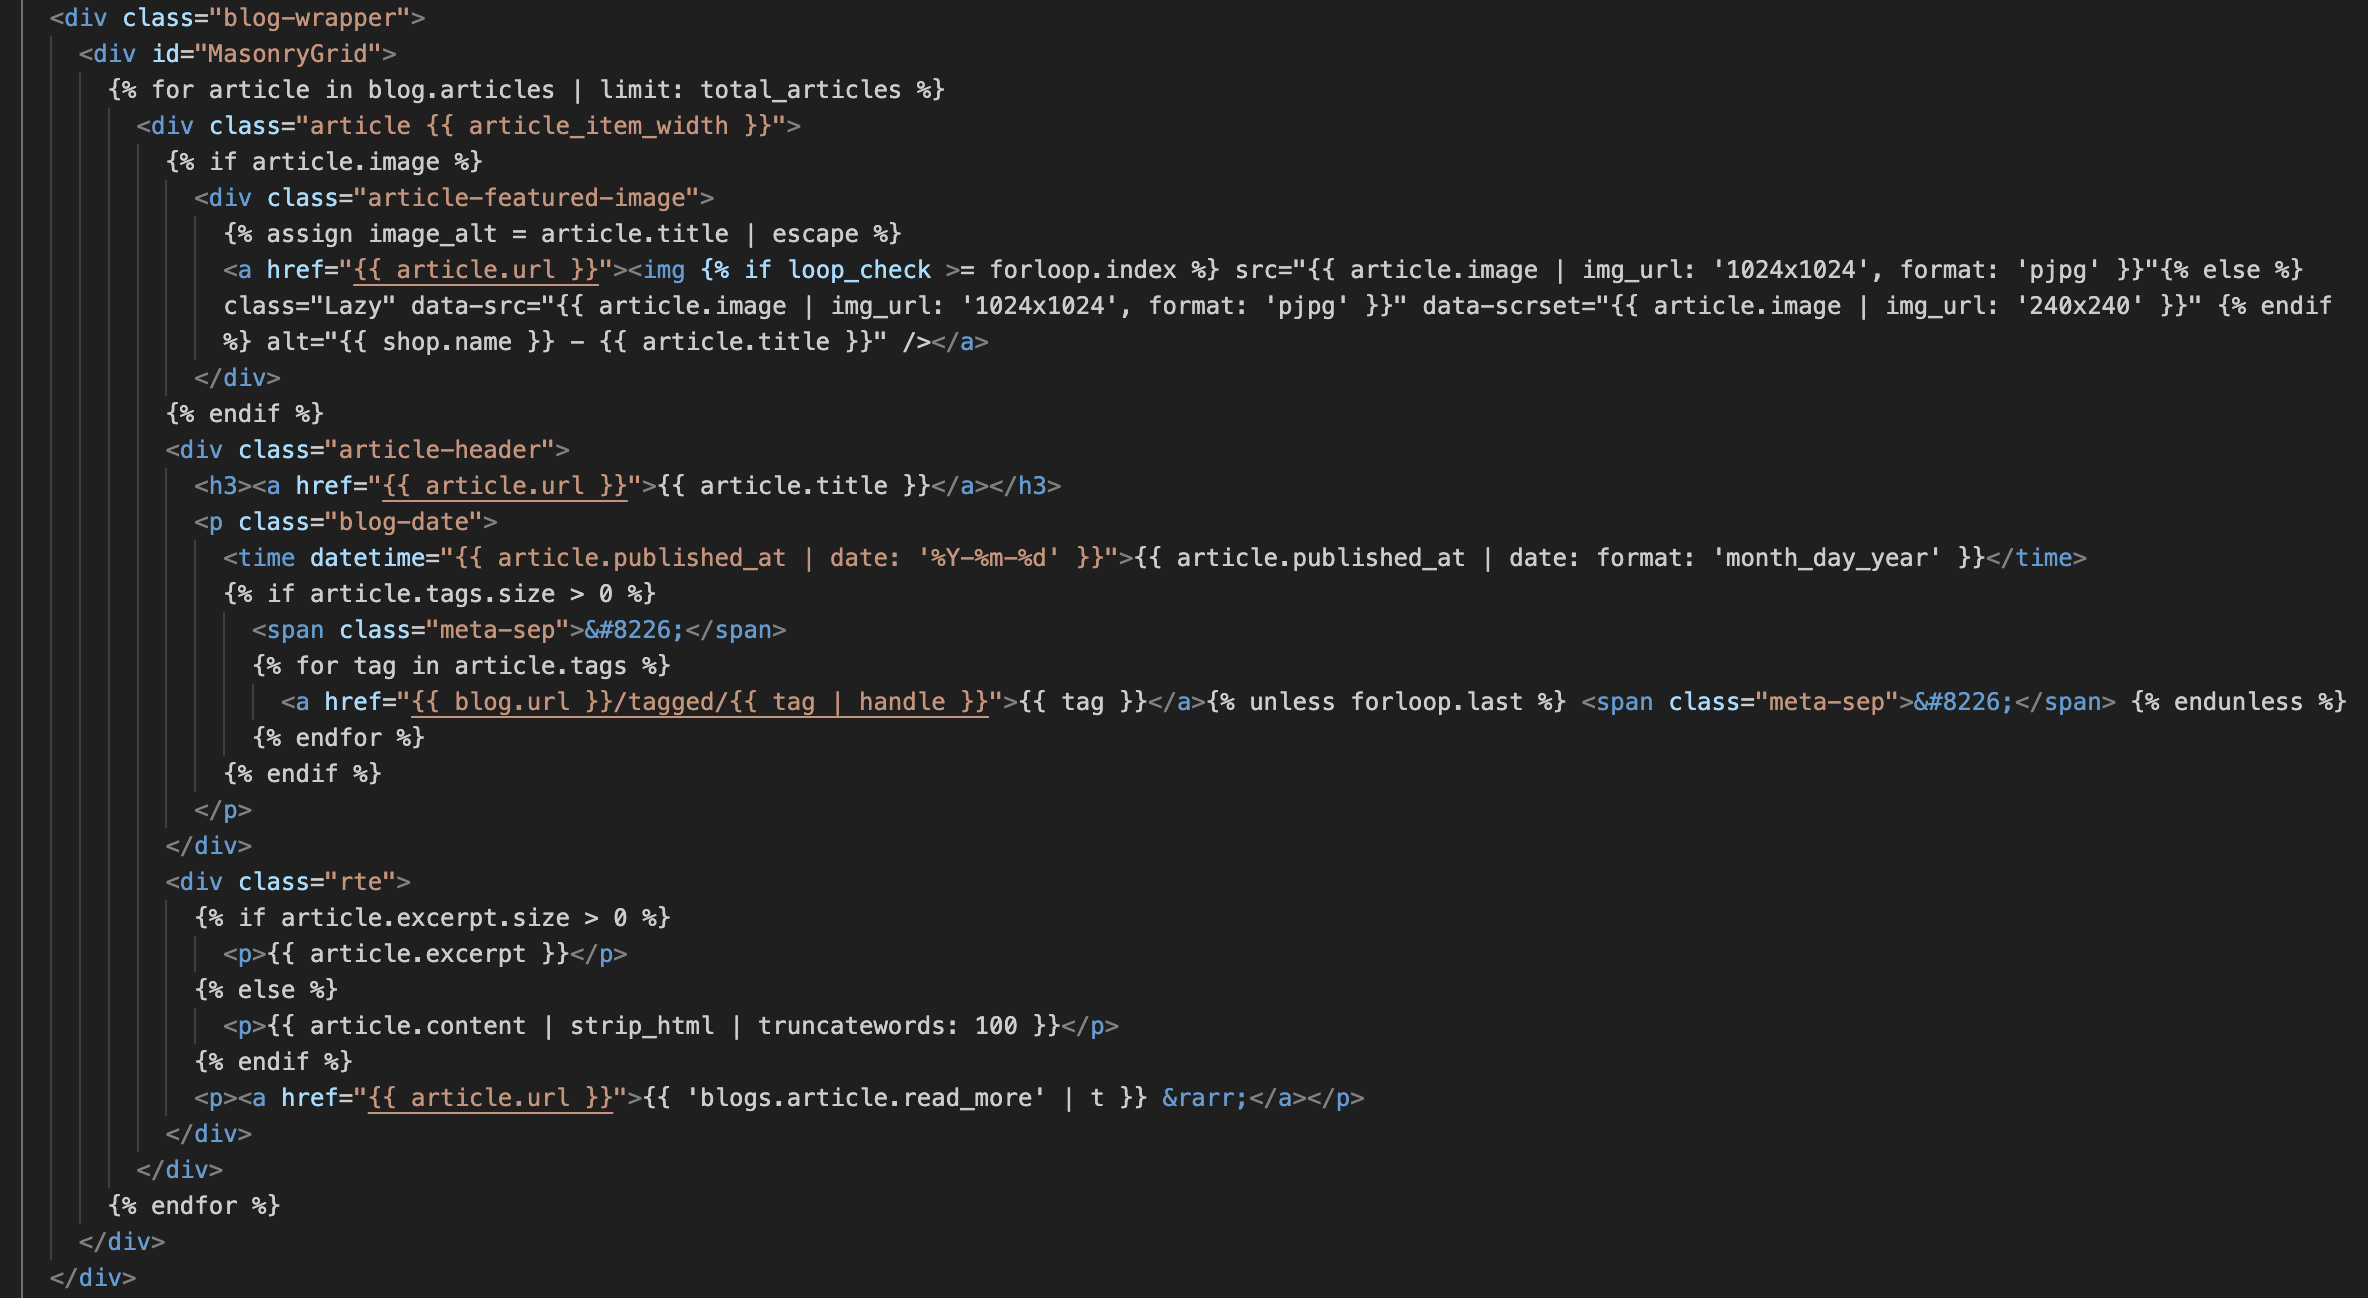 <div class="blog-wrapper">
<div id="MasonryGrid">
{% for article in blog.articles | limit: total_articles %}
<div class="article {{ article_item_width }}">
{% if article.image %}
<div class="article-featured-image">
{% assign image_alt = article.title | escape %}
<a href="{{ article.url }}"><img {% if loop_check >= forloop.index %} src="{{ article.image | img_url: '1024x1024', format: 'pjpg' }}"{% else %}
class="Lazy" data-src="{{ article.image | img_url: '1024x1024', format: 'pjpg' }}" data-scrset="{{ article.image | img_url: '240x240' }}" {% endif
%} alt="{{ shop.name }} - {{ article.title }}" /></a>
</div>
{% endif %}
<div class="article-header">
<h3><a href="{{ article.url }}">{{ article.title }}</a></h3>
<p class="blog-date">
<time datetime="{{ article.published_at | date: '%Y-%m-%d' }}">{{ article.published_at | date: format: 'month_day_year' }}</time>
{% if article.tags.size > 0 %}
<span class="meta-sep">&#8226;</span>
{% for tag in article.tags %}
<a href="{{ blog.url }}/tagged/{{ tag | handle }}">{{ tag }}</a>{% unless forloop.last %} <span class="meta-sep">&#8226;</span> {% endunless %}
{% endfor %}
{% endif %}
</p>
</div>
<div class="rte">
{% if article.excerpt.size > 0 %}
<p>{{ article.excerpt }}</p>
{% else %}
<p>{{ article.content | strip_html | truncatewords: 100 }}</p>
{% endif %}
<p><a href="{{ article.url }}">{{ 'blogs.article.read_more' | t }} &rarr;</a></p>
</div>
</div>
{% endfor %}
</div>
</div>